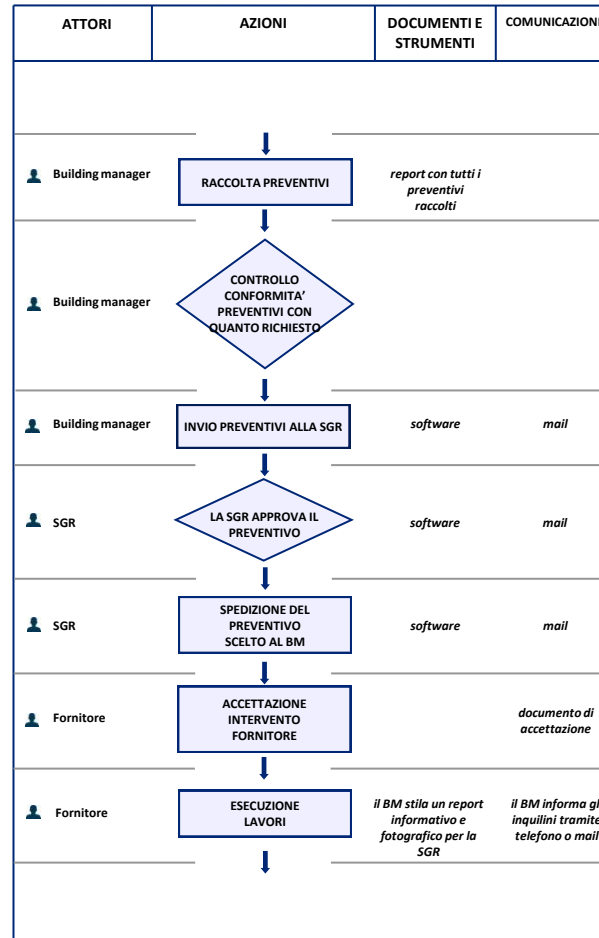 ATTORI
AZIONI
DOCUMENTI E
STRUMENTI
COMUNICAZION
Building manager
RACCOLTA PREVENTIVI
report con tutti i
preventivi
raccolti
Building manager
CONTROLLO
CONFORMITA’
PREVENTIVI CON
QUANTO RICHIESTO
Building manager
INVIO PREVENTIVI ALLA SGR
software
mail
SGR
LA SGR APPROVA IL
PREVENTIVO
software
mail
SGR
SPEDIZIONE DEL
PREVENTIVO
SCELTO AL BM
software
mail
Fornitore
ACCETTAZIONE
INTERVENTO
FORNITORE
documento di
accettazione
Fornitore
ESECUZIONE
LAVORI
il BM stila un report
informativo e
fotografico per la
SGR
il BM informa gl
inquilini tramite
telefono o mail